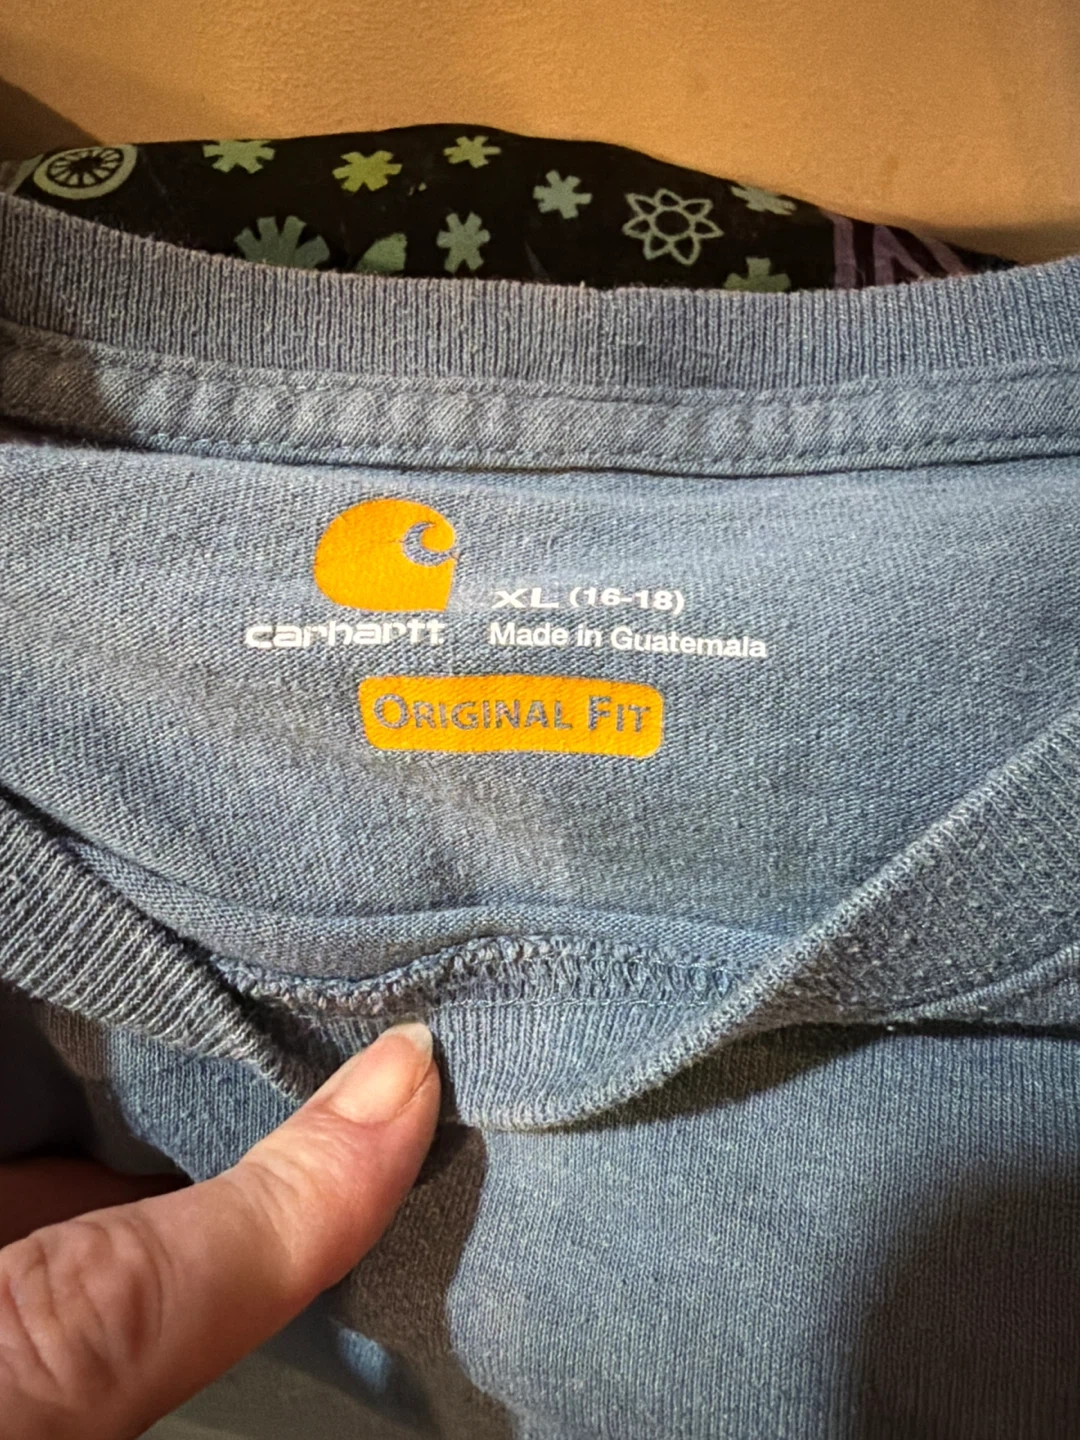 XL (16-18)
carhartt
Made in Guatemala
ORIGINAL FIT